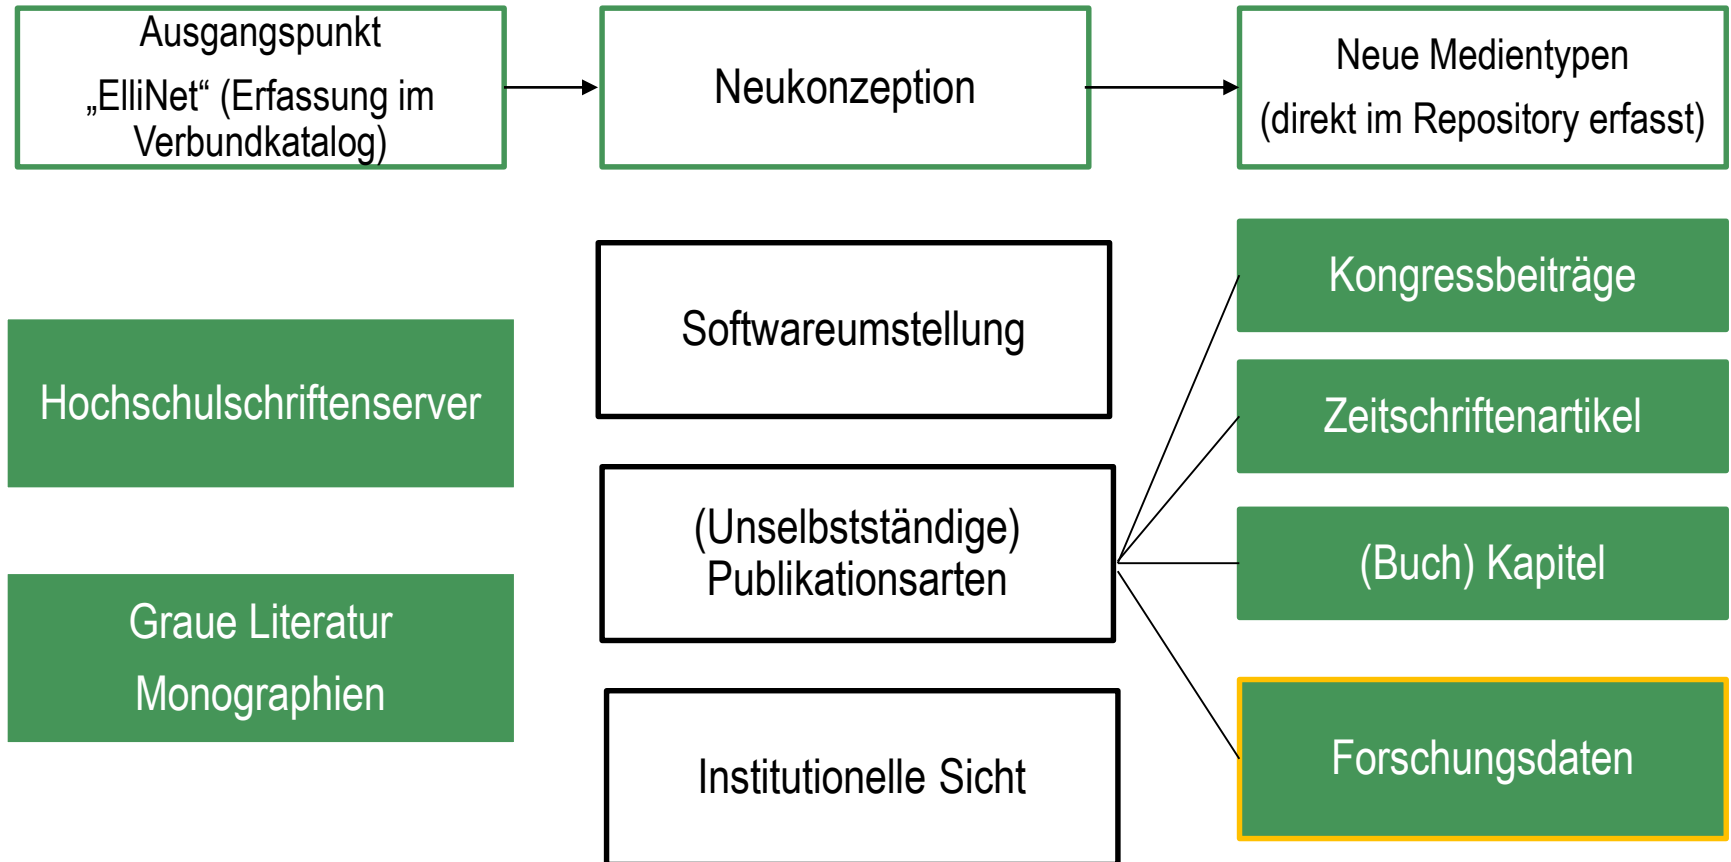 Ausgangspunkt
„ElliNet“ (Erfassung im
Verbundkatalog)
Neukonzeption
Neue Medientypen
(direkt im Repository erfasst)
Hochschulschriftenserver
Graue Literatur
Monographien
Softwareumstellung
(Unselbstständige)
Publikationsarten
Institutionelle Sicht
Kongressbeiträge
Zeitschriftenartikel
(Buch) Kapitel
Forschungsdaten